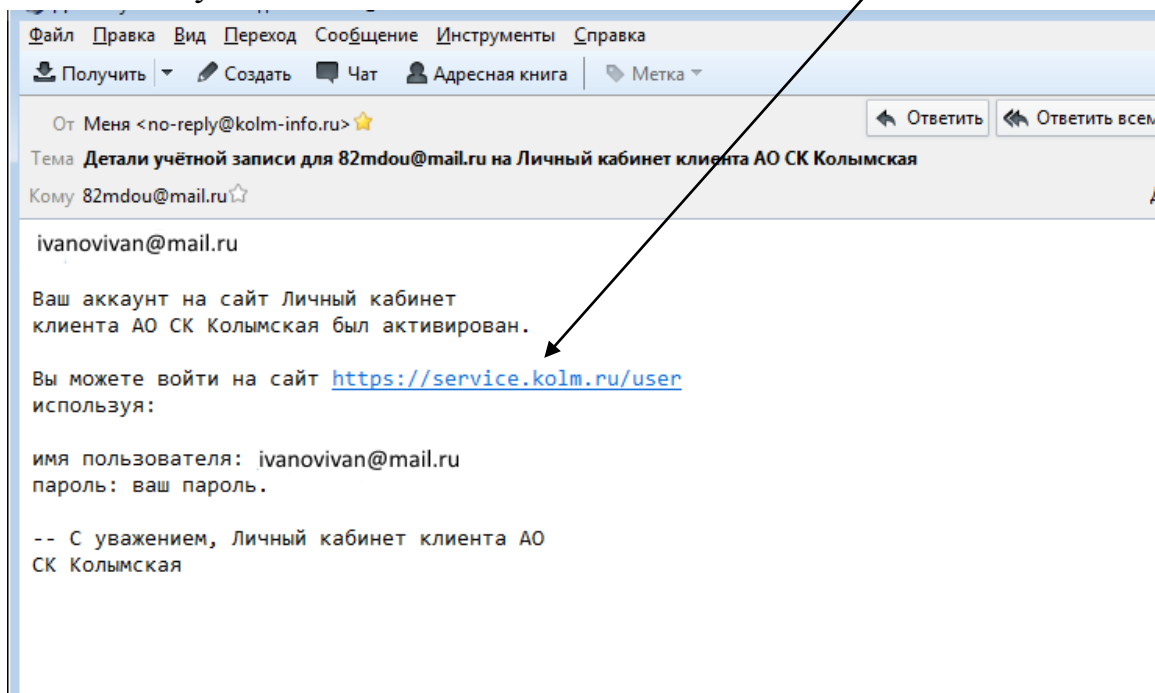 Файл Правка Вид Переход Сообщение Инструменты Справка
Получить Создать Чат Адресная книга Метка
От Меня <no-reply@kolm-info.ru> Ответить Ответить всем
Тема Детали учётной записи для 82mdou@mail.ru на Личный кабинет клиента АО СК Колымская
Кому 82mdou@mail.ru
ivanovivan@mail.ru
Ваш аккаунт на сайт Личный кабинет
клиента АО СК Колымская был активирован.
Вы можете войти на сайт https://service.kolm.ru/user
используя:
имя пользователя: ivanovivan@mail.ru
пароль: ваш пароль.
-- С уважением, Личный кабинет клиента АО
СК Колымская